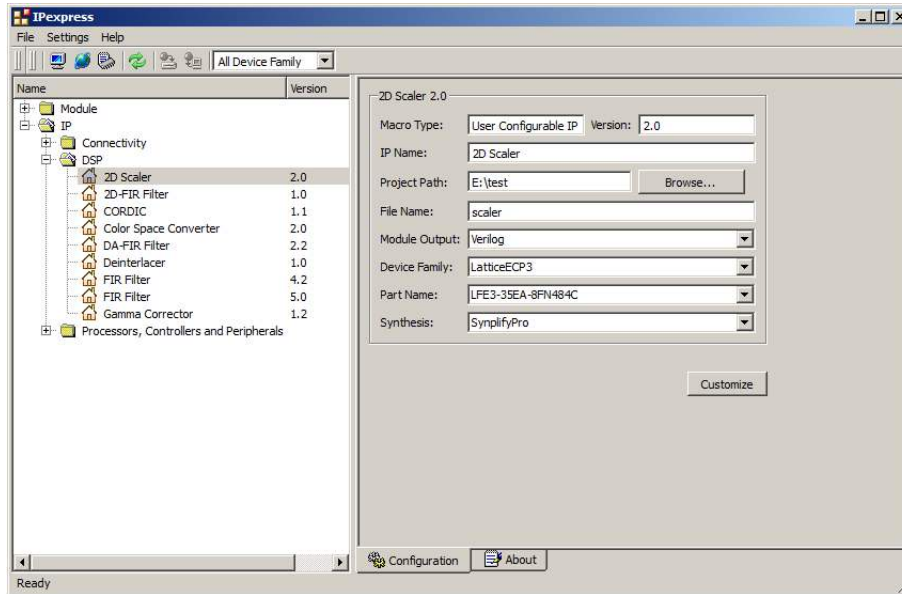 IPexpress
File Settings Help
All Device Family
Name Version
Module
IP
Connectivity
DSP
2D Scaler 2.0
2D-FIR Filter 1.0
CORDIC 1.1
Color Space Converter 2.0
DA-FIR Filter 2.2
Deinterlacer 1.0
FIR Filter 4.2
FIR Filter 5.0
Gamma Corrector 1.2
Processors, Controllers and Peripherals
2D Scaler 2.0
Macro Type: User Configurable IP Version: 2.0
IP Name: 2D Scaler
Project Path: E:\test Browse...
File Name: scaler
Module Output: Verilog
Device Family: LatticeECP3
Part Name: LFE3-35EA-8FN484C
Synthesis: SynplifyPro
Customize
Configuration About
Ready